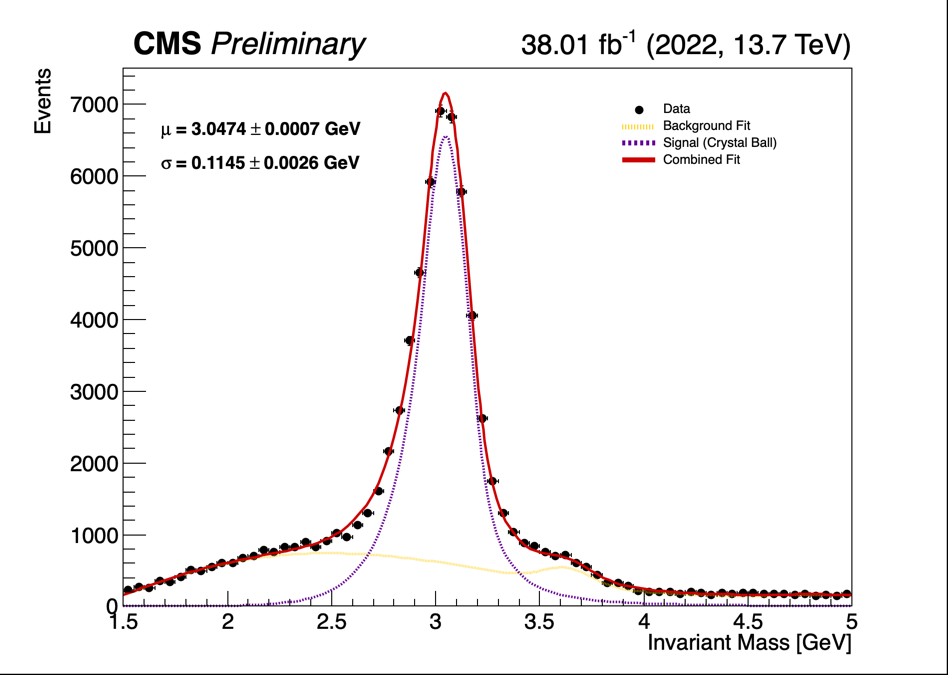 CMS Preliminary 38.01 fb⁻¹ (2022, 13.7 TeV)
Events
7000
6000
5000
4000
3000
2000
1000
0
μ = 3.0474 ± 0.0007 GeV
σ = 0.1145 ± 0.0026 GeV
Data
Background Fit
Signal (Crystal Ball)
Combined Fit
1.5 2 2.5 3 3.5 4 4.5 5
Invariant Mass [GeV]